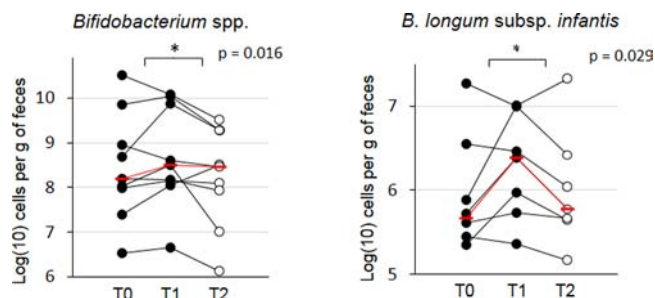 Bifidobacterium spp.
*
p = 0.016
Log(10) cells per g of feces
10
9
8
7
6
T0 T1 T2
B. longum subsp. infantis
*
p = 0.029
Log(10) cells per g of feces
7
6
5
T0 T1 T2